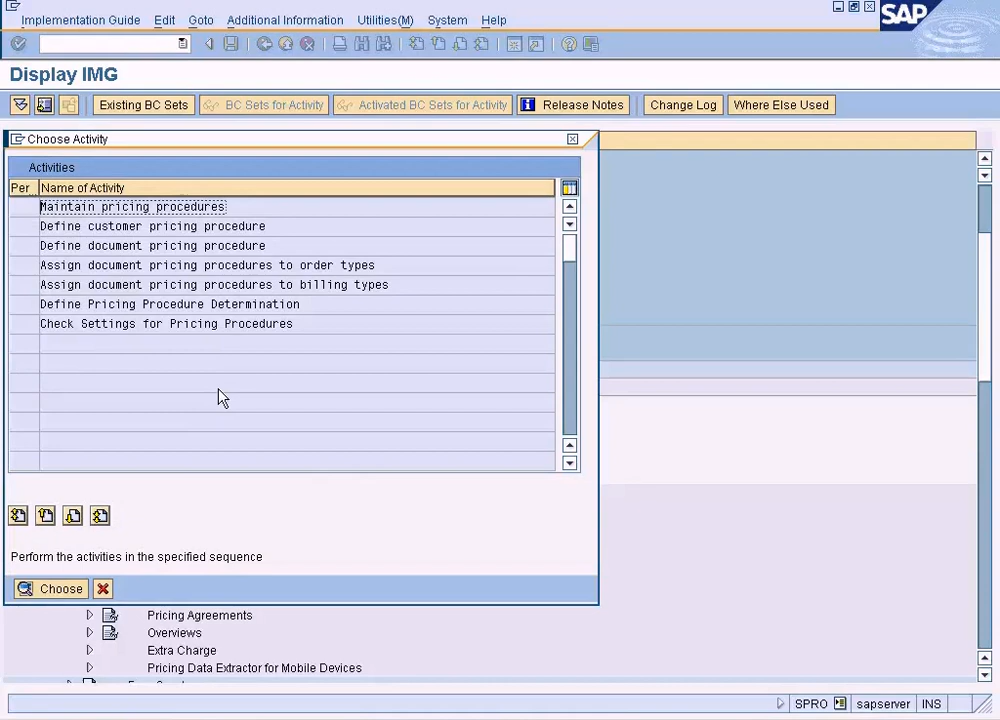 Implementation Guide Edit Goto Additional Information Utilities(M) System Help
SAP
Display IMG
Existing BC Sets BC Sets for Activity Activated BC Sets for Activity Release Notes Change Log Where Else Used
Choose Activity
Activities
Per Name of Activity
Maintain pricing procedures
Define customer pricing procedure
Define document pricing procedure
Assign document pricing procedures to order types
Assign document pricing procedures to billing types
Define Pricing Procedure Determination
Check Settings for Pricing Procedures
Perform the activities in the specified sequence
Choose
Pricing Agreements
Overviews
Extra Charge
Pricing Data Extractor for Mobile Devices
SPRO sapserver INS